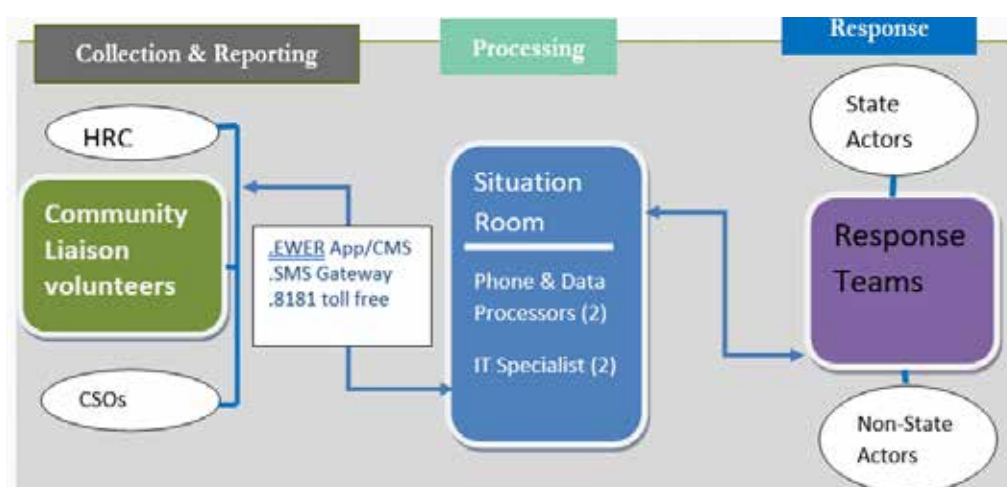 Collection & Reporting
Processing
Response
HRC
Community
Liaison
volunteers
CSOs
.EWER App/CMS
.SMS Gateway
.8181 toll free
Situation
Room
Phone & Data
Processors (2)
IT Specialist (2)
State
Actors
Response
Teams
Non-State
Actors